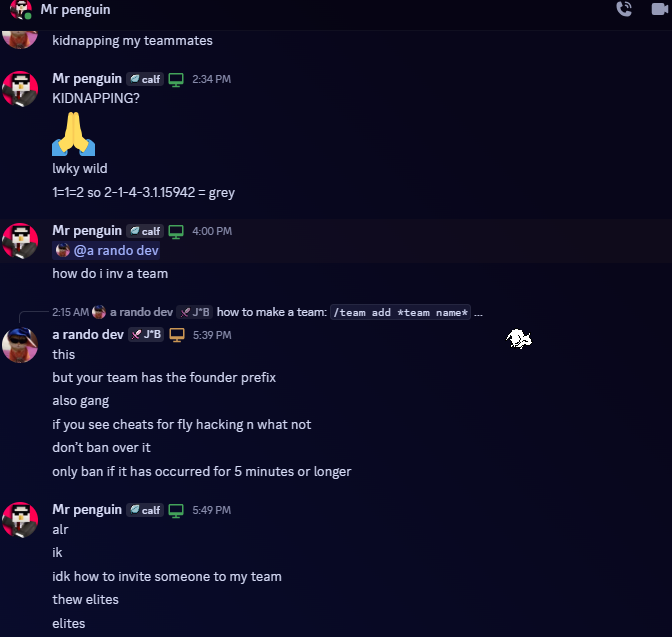 Mr penguin
kidnapping my teammates
Mr penguin calf 2:34 PM
KIDNAPPING?
lwky wild
1=1=2 so 2-1-4-3.1.15942 = grey
Mr penguin calf 4:00 PM
@a rando dev
how do i inv a team
2:15 AM a rando dev J*B how to make a team: /team add *team name* ...
a rando dev J*B 5:39 PM
this
but your team has the founder prefix
also gang
if you see cheats for fly hacking n what not
don't ban over it
only ban if it has occurred for 5 minutes or longer
Mr penguin calf 5:49 PM
alr
ik
idk how to invite someone to my team
thew elites
elites